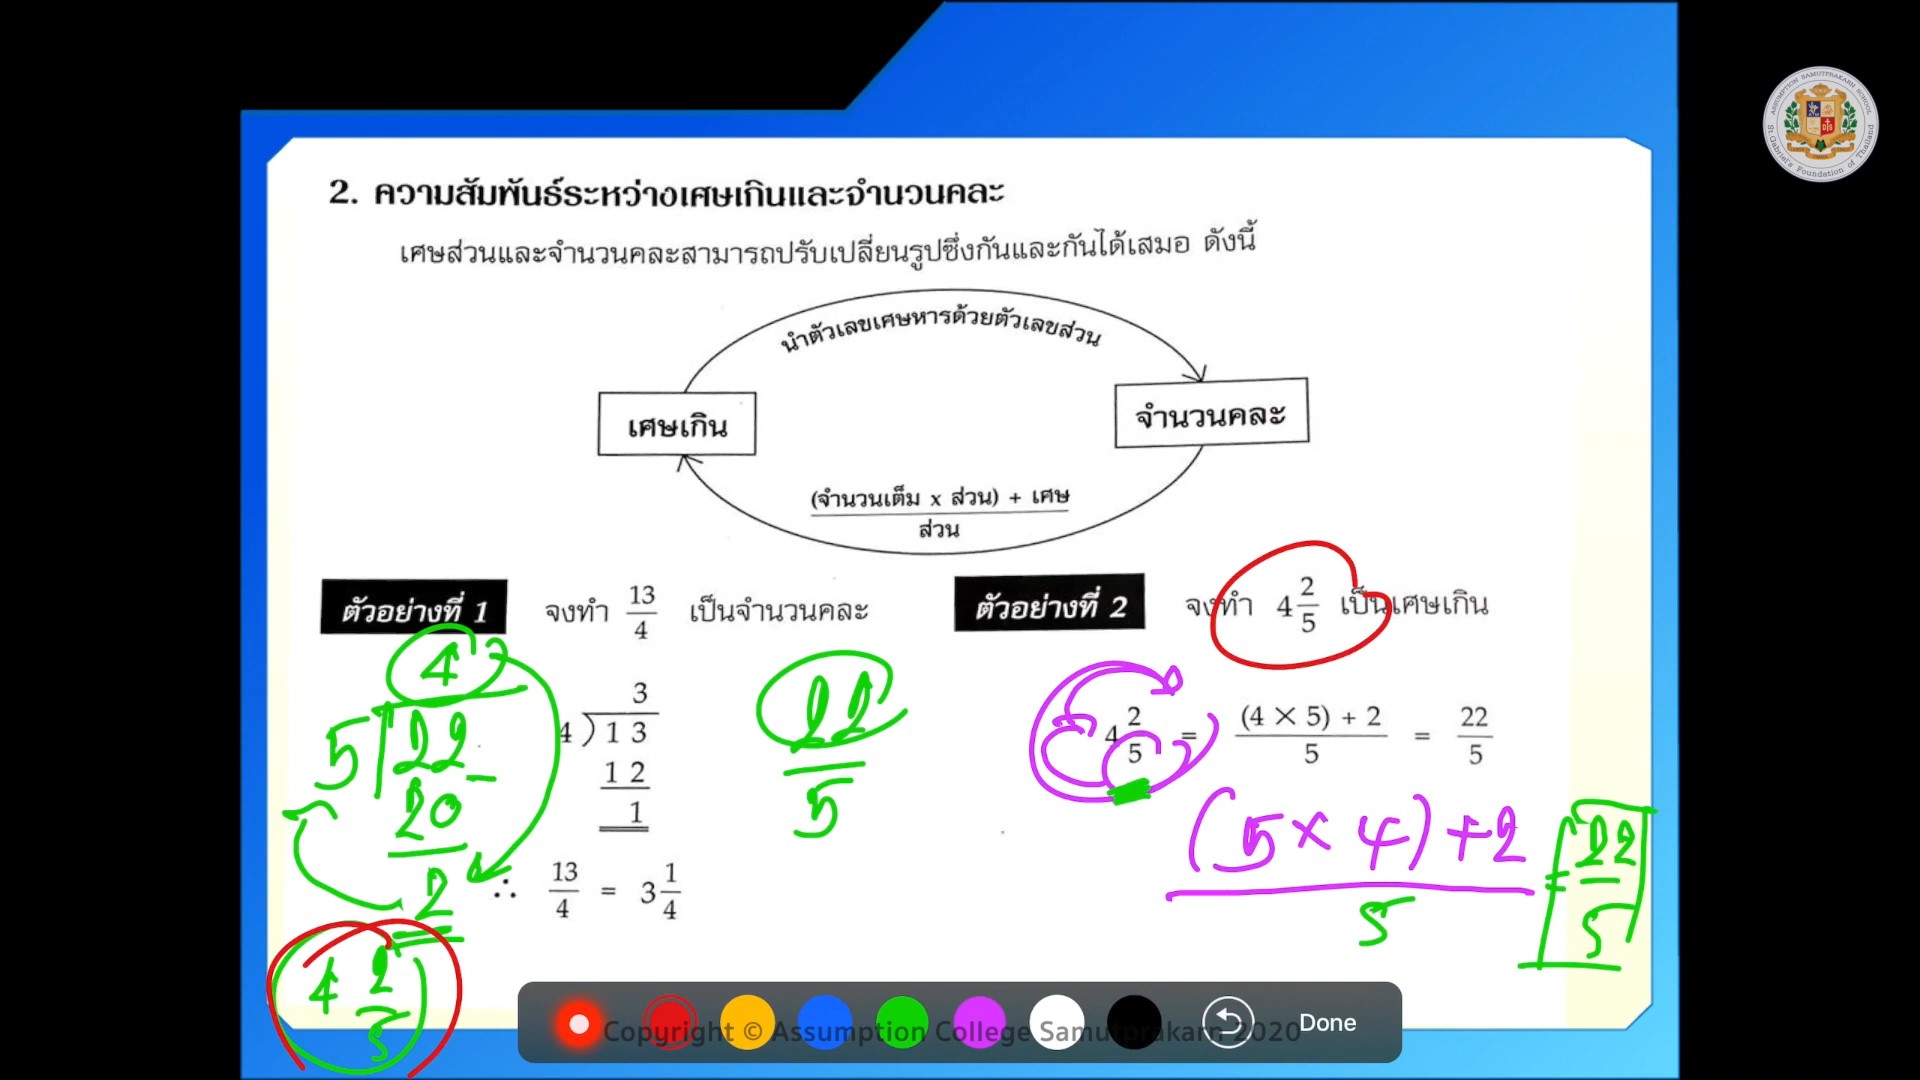 ASSUMPTION SAMUTPRAKARN SCHOOL
St.Gabriel's Foundation of Thailand
2. ความสัมพันธ์ระหว่างเศษเกินและจำนวนคละ
เศษส่วนและจำนวนคละสามารถปรับเปลี่ยนรูปซึ่งกันและกันได้เสมอ ดังนี้
นำตัวเลขเศษหารด้วยตัวเลขส่วน
เศษเกิน
จำนวนคละ
(จำนวนเต็ม x ส่วน) + เศษ
ส่วน
ตัวอย่างที่ 1 จงทำ 13/4 เป็นจำนวนคละ
3
4 ) 1 3
1 2
1
∴ 13/4 = 3 1/4
4
5 22
20
2
4 2/5
22/5
ตัวอย่างที่ 2 จงทำ 4 2/5 เป็นเศษเกิน
4 2/5 = (4 × 5) + 2 / 5 = 22/5
(5 × 4) + 2 / 5 = 22/5
Copyright © Assumption College Samutprakarn 2020
Done